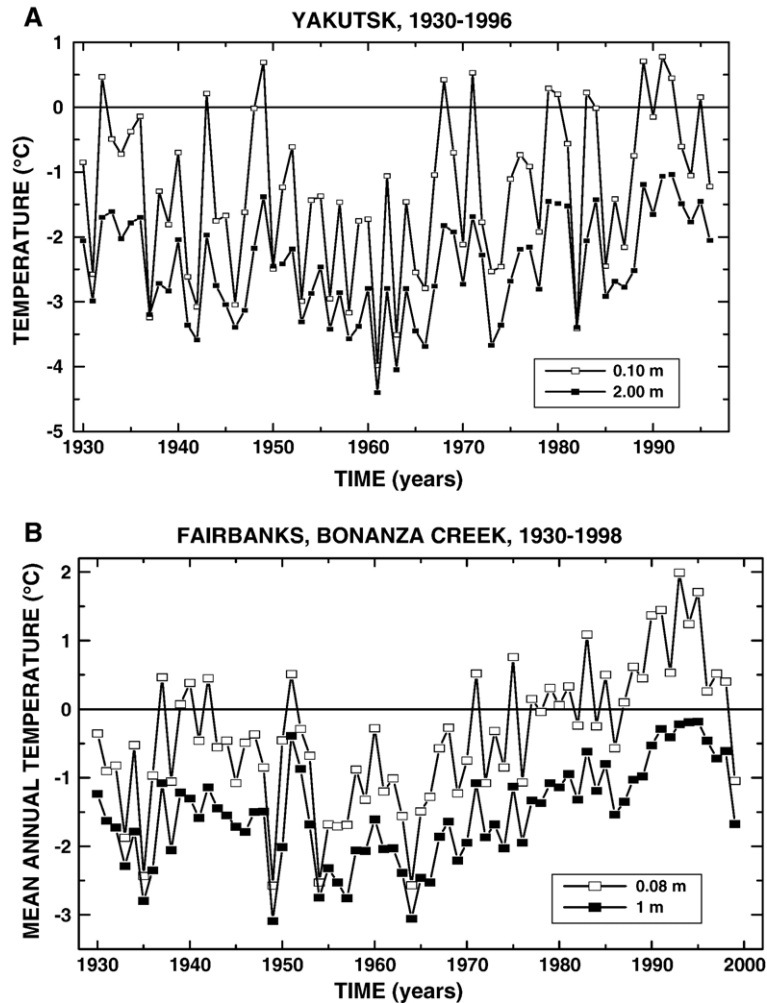 A
YAKUTSK, 1930-1996
TEMPERATURE (°C)
1
0
-1
-2
-3
-4
-5
0.10 m
2.00 m
1930 1940 1950 1960 1970 1980 1990
TIME (years)
B
FAIRBANKS, BONANZA CREEK, 1930-1998
MEAN ANNUAL TEMPERATURE (°C)
2
1
0
-1
-2
-3
0.08 m
1 m
1930 1940 1950 1960 1970 1980 1990 2000
TIME (years)